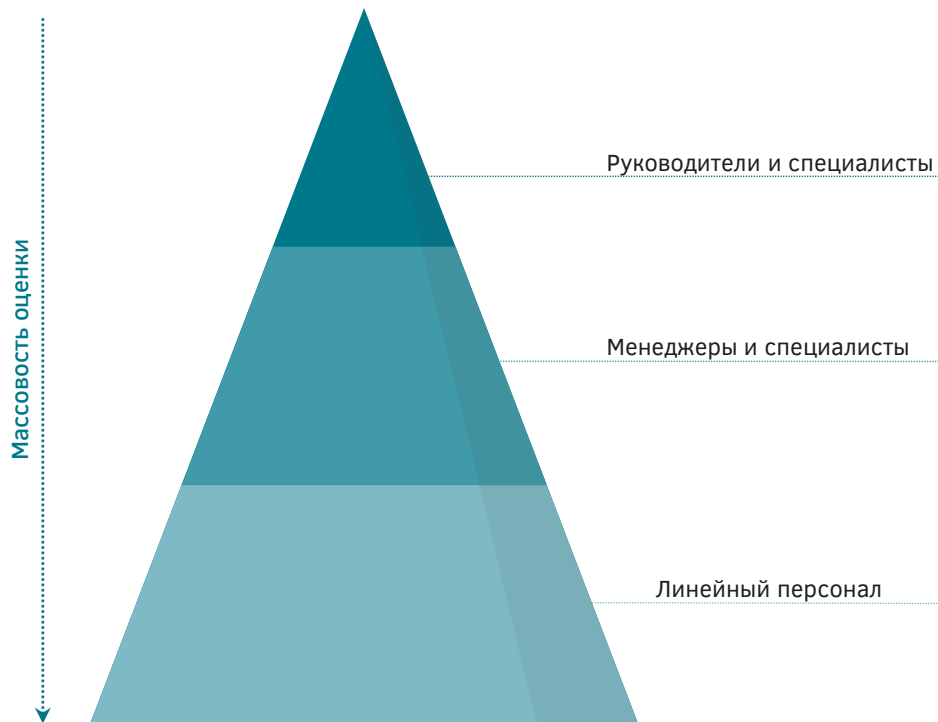 Массовость оценки
Руководители и специалисты
Менеджеры и специалисты
Линейный персонал